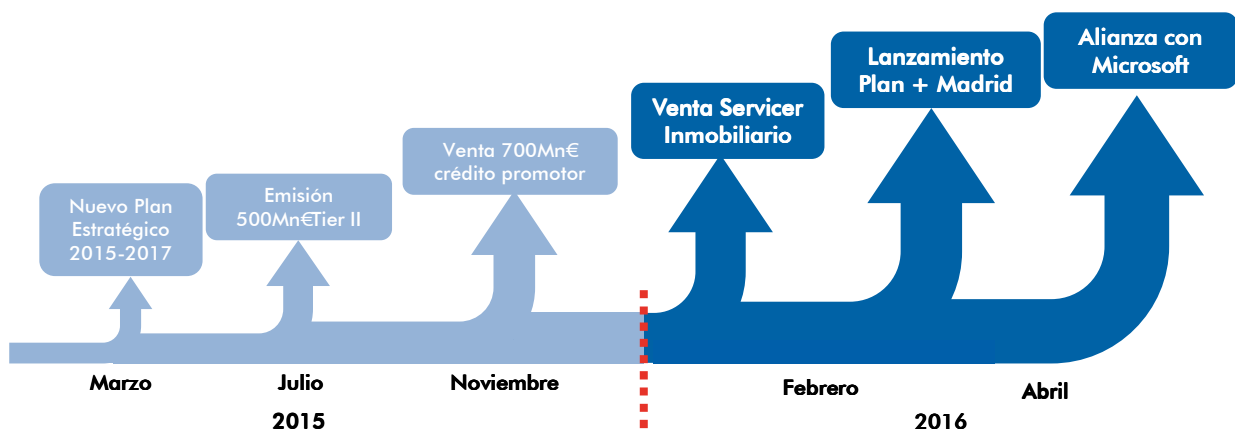 Nuevo Plan
Estratégico
2015-2017
Emisión
500Mn€Tier II
Venta 700Mn€
crédito promotor
Venta Servicer
Inmobiliario
Lanzamiento
Plan + Madrid
Alianza con
Microsoft
Marzo
Julio
Noviembre
Febrero
Abril
2015
2016